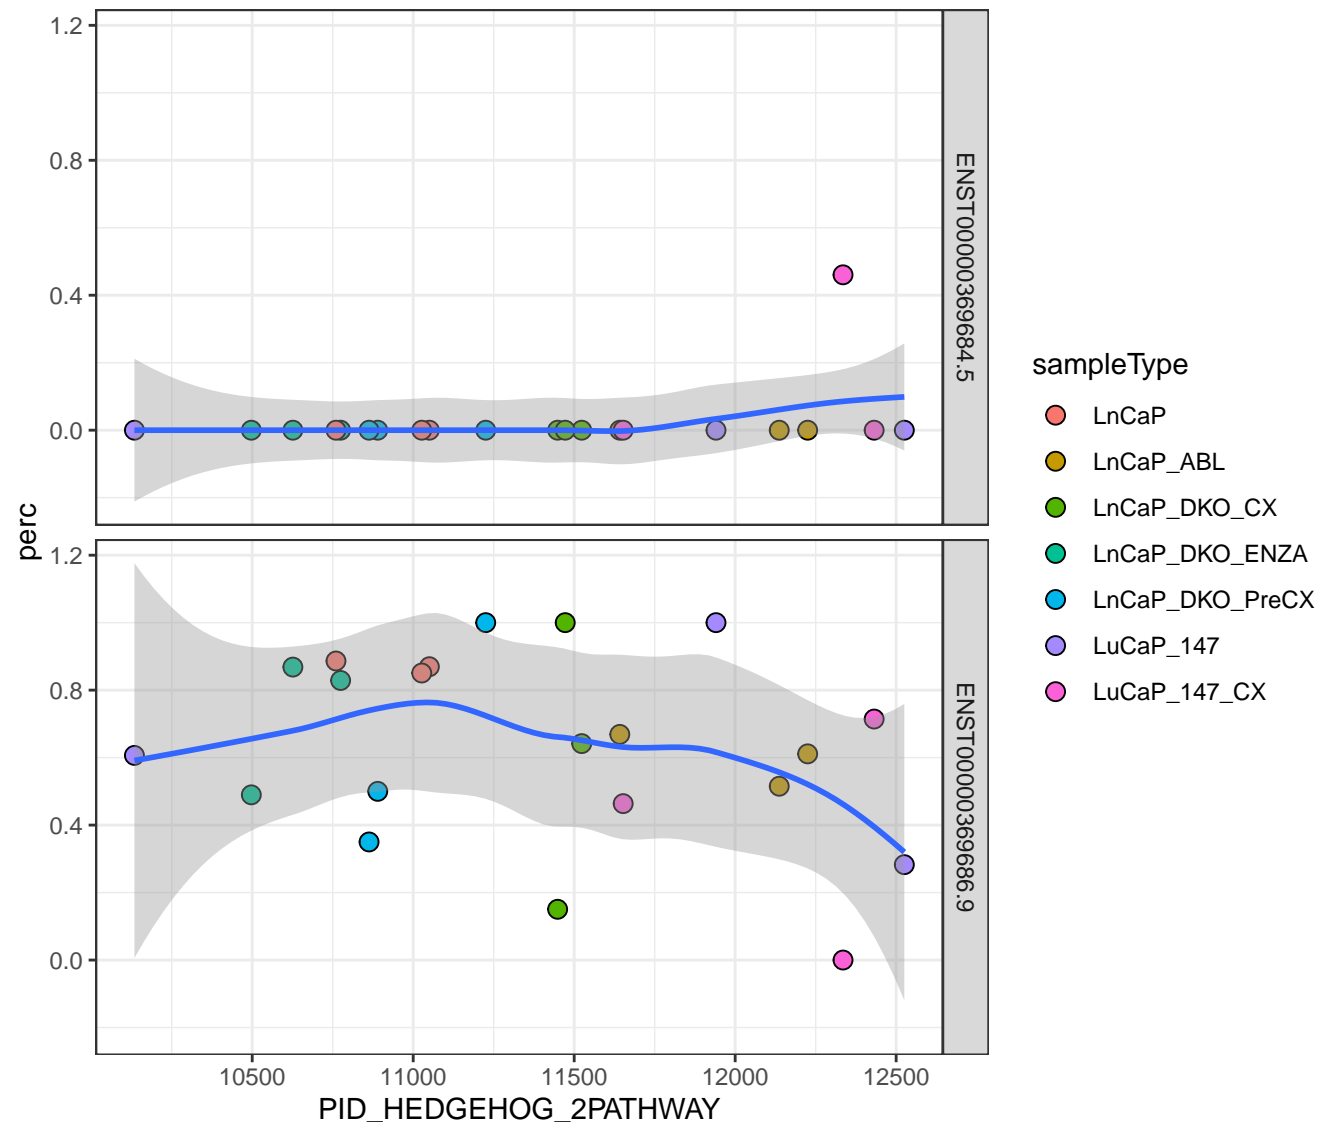 1.2
0.8
0.4
0.0
ENST00000369684.5
1.2
0.8
0.4
0.0
ENST00000369686.9
perc
10500 11000 11500 12000 12500
PID_HEDGEHOG_2PATHWAY
sampleType
LnCaP
LnCaP_ABL
LnCaP_DKO_CX
LnCaP_DKO_ENZA
LnCaP_DKO_PreCX
LuCaP_147
LuCaP_147_CX